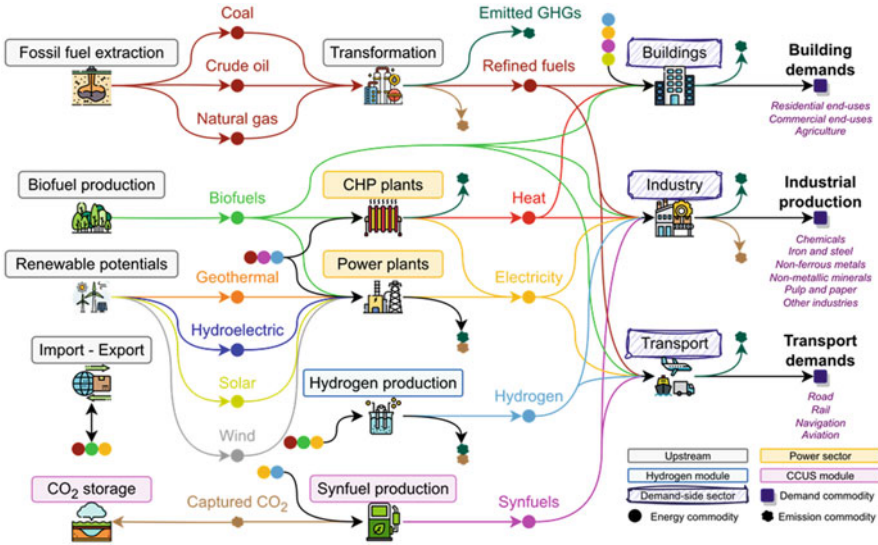 Coal
Emitted GHGs
Fossil fuel extraction
Transformation
Buildings
Building
demands
Crude oil
Refined fuels
Residential end-uses
Commercial end-uses
Agriculture
Natural gas
Biofuel production
CHP plants
Industry
Industrial
production
Biofuels
Heat
Chemicals
Iron and steel
Non-ferrous metals
Non-metallic minerals
Pulp and paper
Other industries
Renewable potentials
Power plants
Geothermal
Electricity
Hydroelectric
Import - Export
Transport
Transport
demands
Solar
Hydrogen production
Hydrogen
Road
Rail
Navigation
Aviation
Wind
CO2 storage
Synfuel production
Captured CO2
Synfuels
Upstream
Power sector
Hydrogen module
CCUS module
Demand-side sector
Demand commodity
Energy commodity
Emission commodity